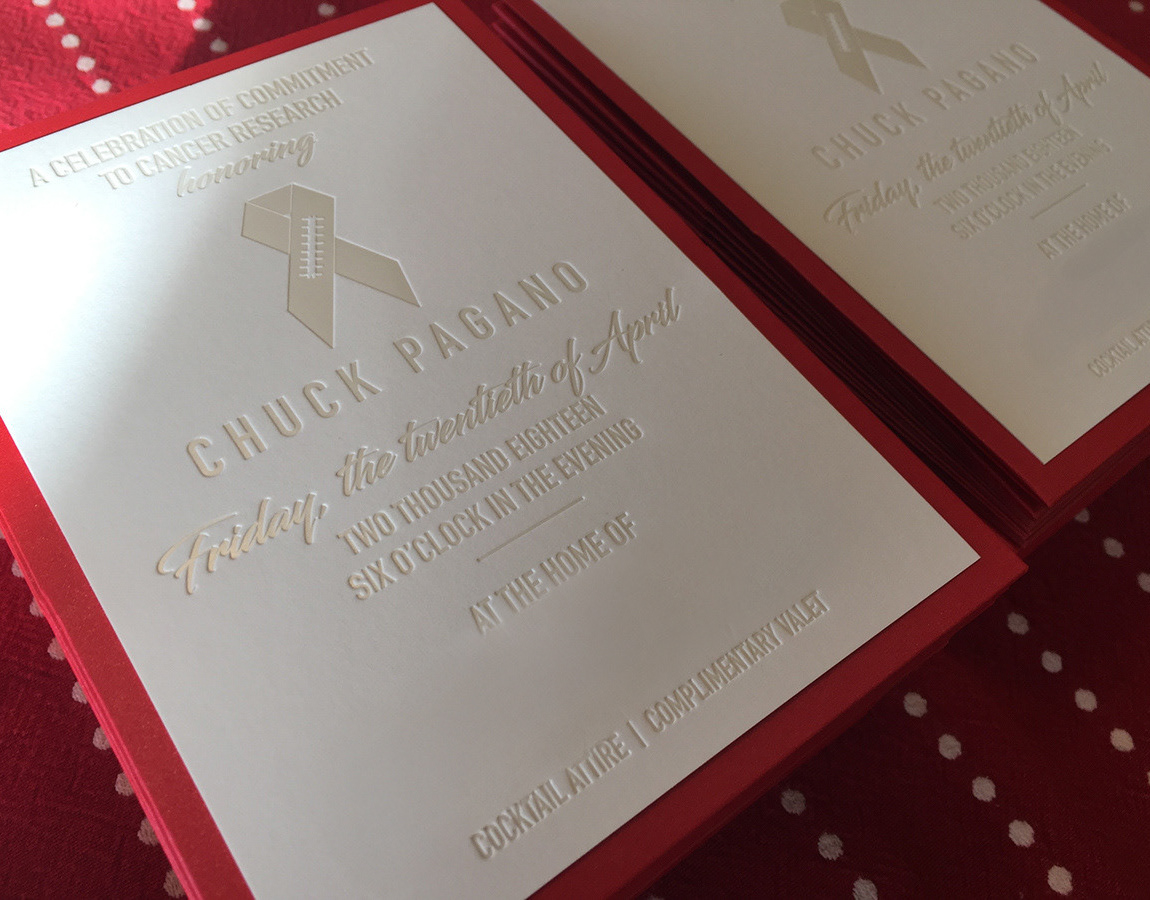 A CELEBRATION OF COMMITMENT
TO CANCER RESEARCH
honoring
CHUCK PAGANO
Friday, the twentieth of April
TWO THOUSAND EIGHTEEN
SIX O'CLOCK IN THE EVENING
AT THE HOME OF
COCKTAIL ATTIRE | COMPLIMENTARY VALET
CHUCK PAGANO
Friday, the twentieth of April
TWO THOUSAND EIGHTEEN
SIX O'CLOCK IN THE EVENING
AT THE HOME OF
COCKTAIL